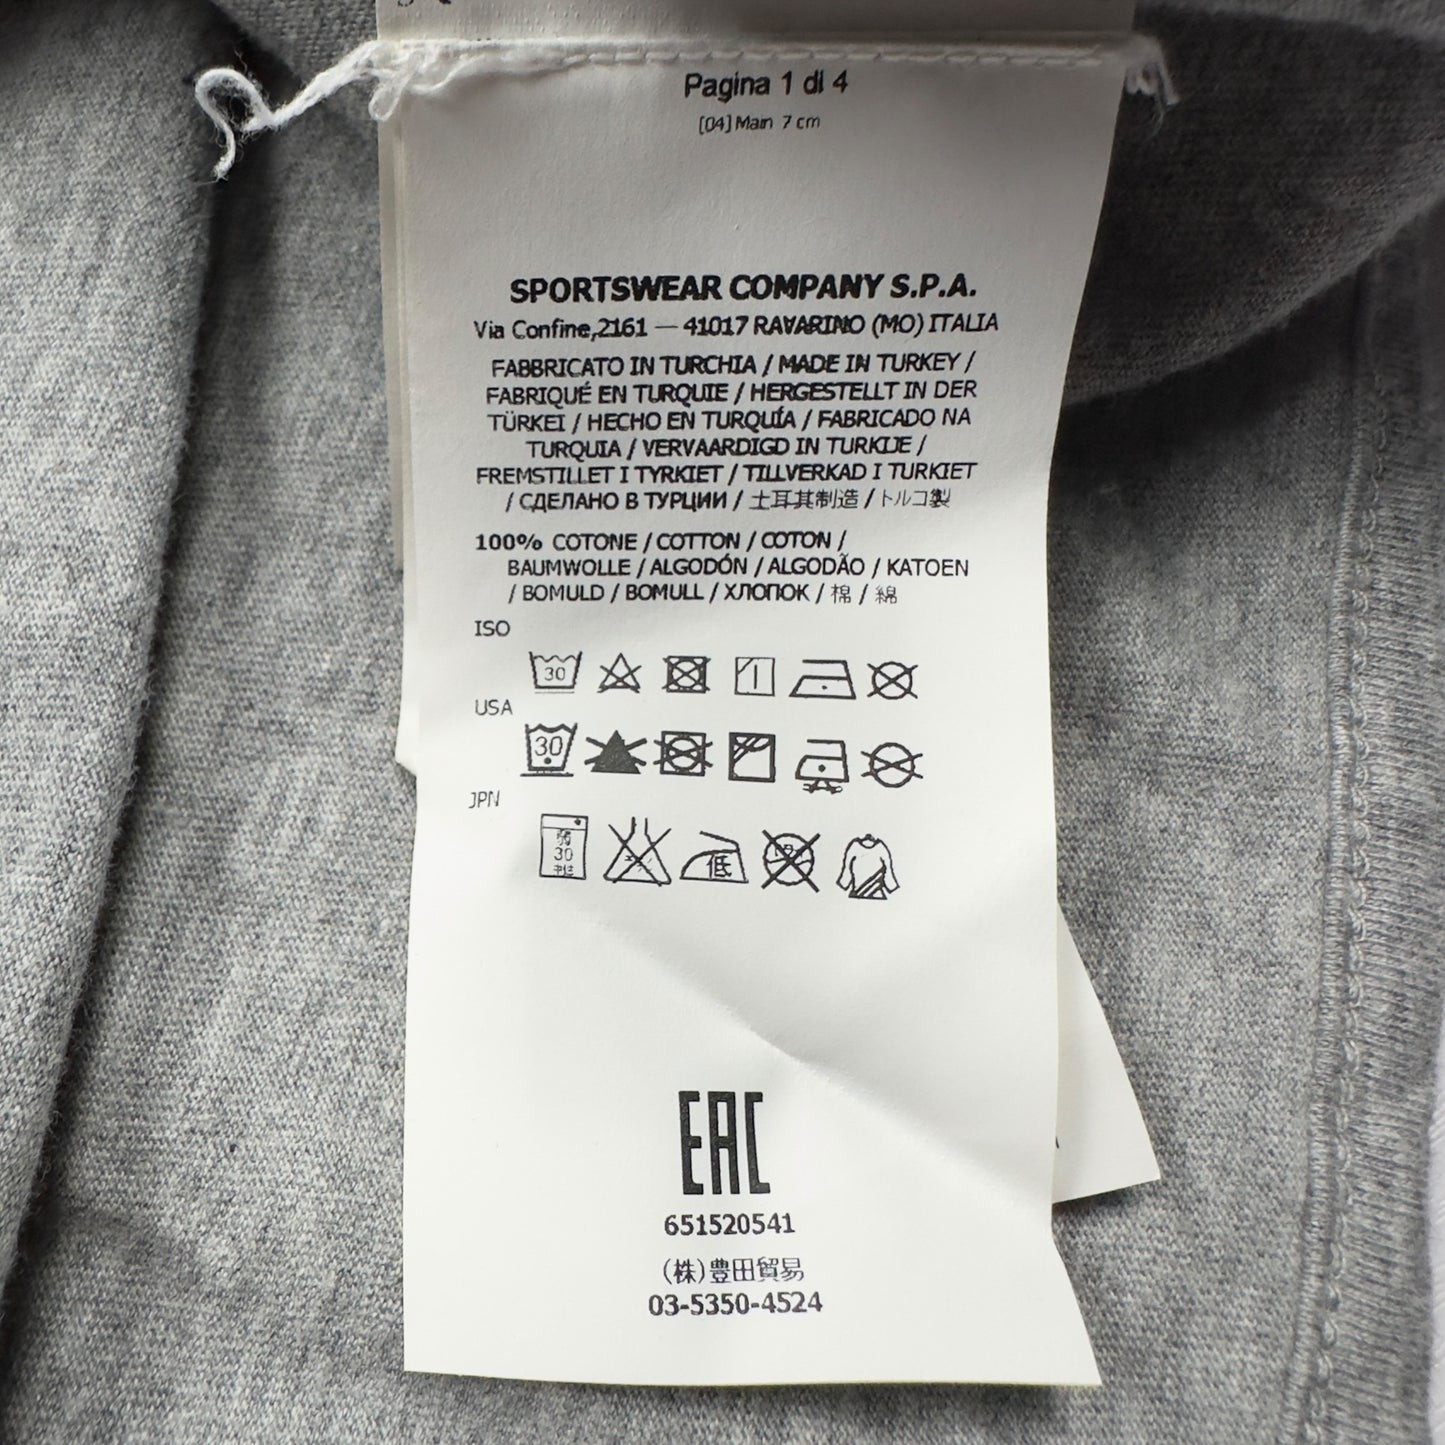 Pagina 1 di 4
[04] Main 7 cm
SPORTSWEAR COMPANY S.P.A.
Via Confine,2161 — 41017 RAVARINO (MO) ITALIA
FABBRICATO IN TURCHIA / MADE IN TURKEY /
FABRIQUÉ EN TURQUIE / HERGESTELLT IN DER
TÜRKEI / HECHO EN TURQUÍA / FABRICADO NA
TURQUIA / VERVAARDIGD IN TURKIJE /
FREMSTILLET I TYRKIET / TILLVERKAD I TURKIET
/ СДЕЛАНО В ТУРЦИИ / 土耳其制造 / トルコ製
100% COTONE / COTTON / COTON /
BAUMWOLLE / ALGODÓN / ALGODÃO / KATOEN
/ BOMULD / BOMULL / ХЛОПОК / 棉 / 綿
ISO
30
USA
30
JPN
弱
30
中性
低
EAC
651520541
(株)豊田貿易
03-5350-4524